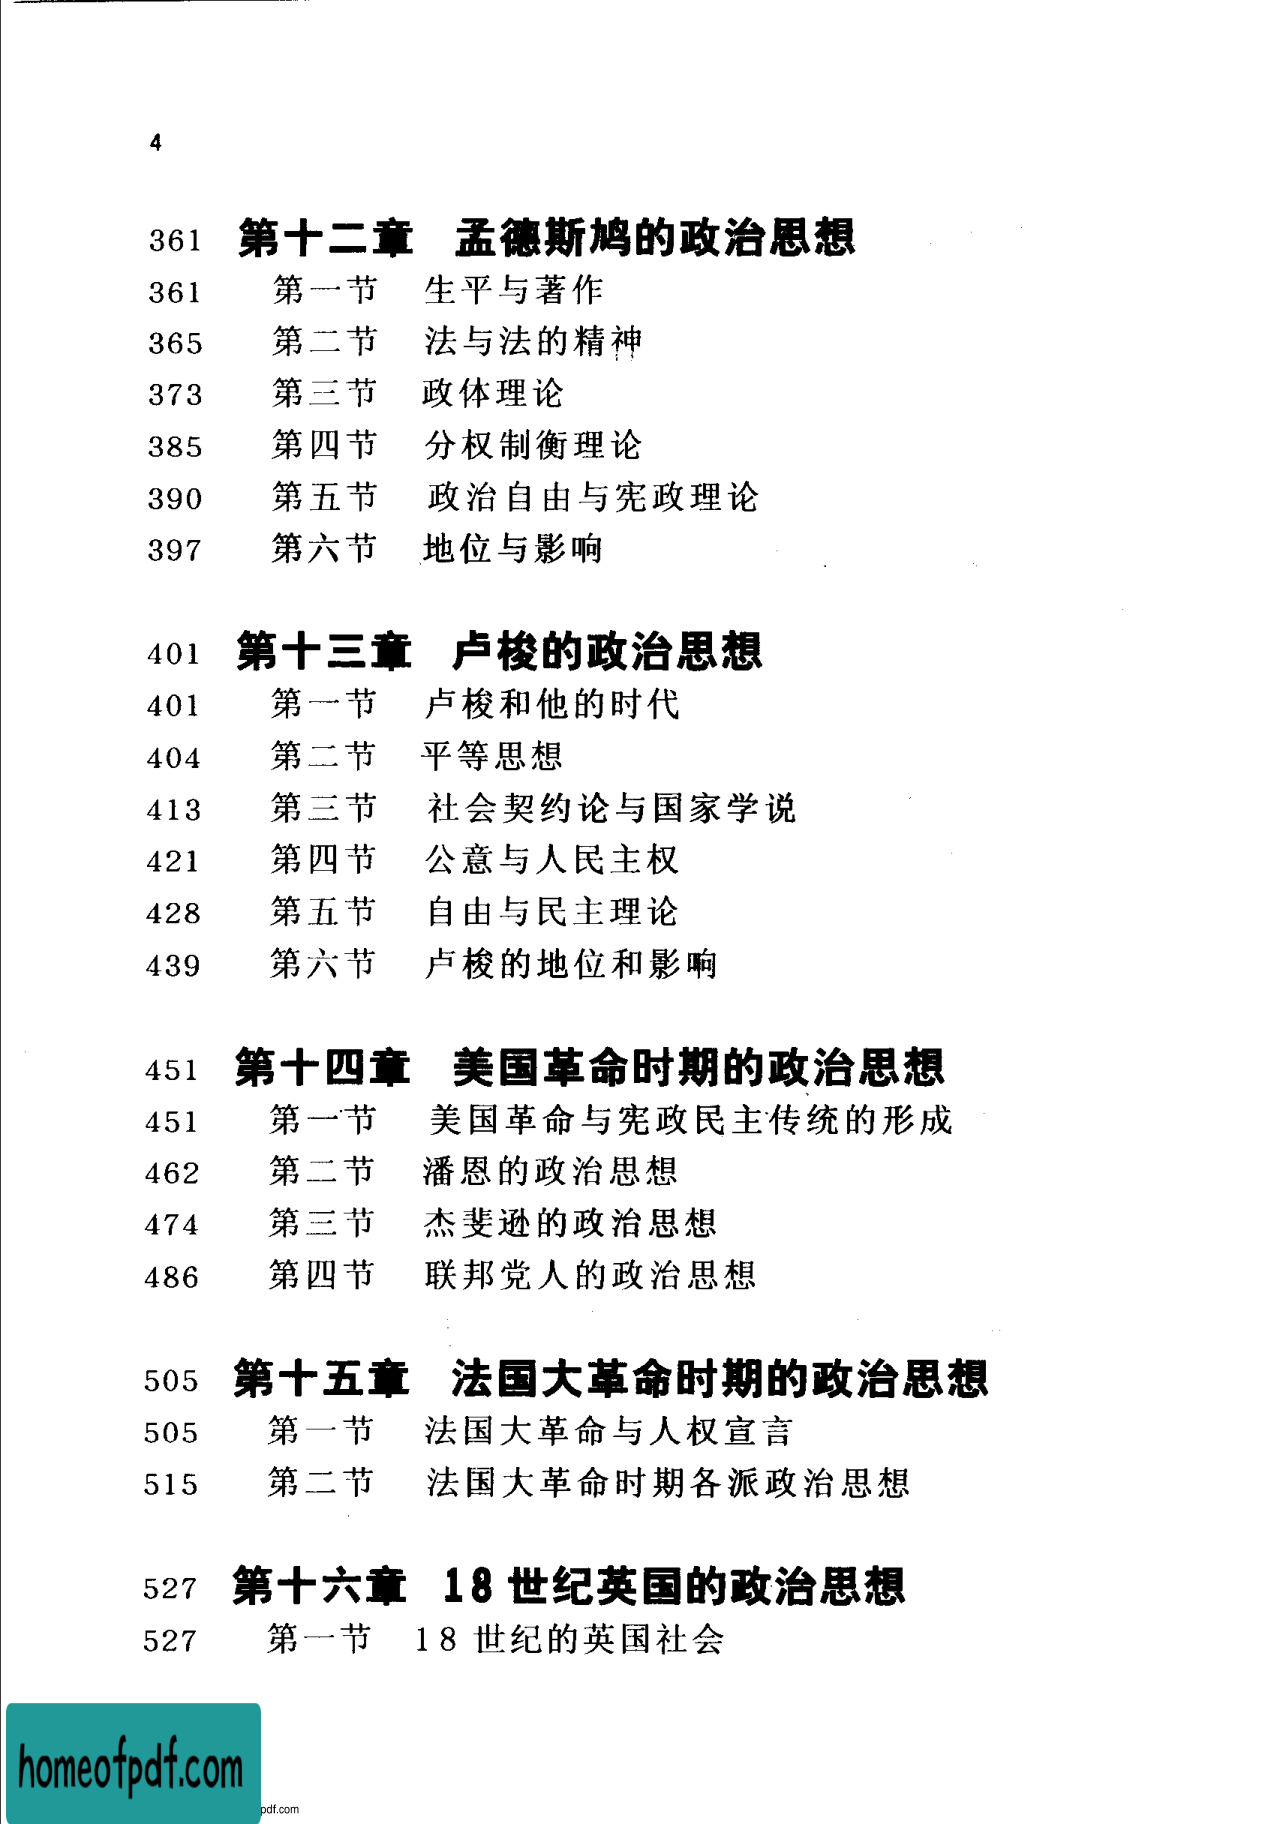 4
361 第十二章 孟德斯鸠的政治思想
361 第一节 生平与著作
365 第二节 法与法的精神
373 第三节 政体理论
385 第四节 分权制衡理论
390 第五节 政治自由与宪政理论
397 第六节 地位与影响
401 第十三章 卢梭的政治思想
401 第一节 卢梭和他的时代
404 第二节 平等思想
413 第三节 社会契约论与国家学说
421 第四节 公意与人民主权
428 第五节 自由与民主理论
439 第六节 卢梭的地位和影响
451 第十四章 美国革命时期的政治思想
451 第一节 美国革命与宪政民主传统的形成
462 第二节 潘恩的政治思想
474 第三节 杰斐逊的政治思想
486 第四节 联邦党人的政治思想
505 第十五章 法国大革命时期的政治思想
505 第一节 法国大革命与人权宣言
515 第二节 法国大革命时期各派政治思想
527 第十六章 18世纪英国的政治思想
527 第一节 18世纪的英国社会
homeofpdf.com
pdf.com